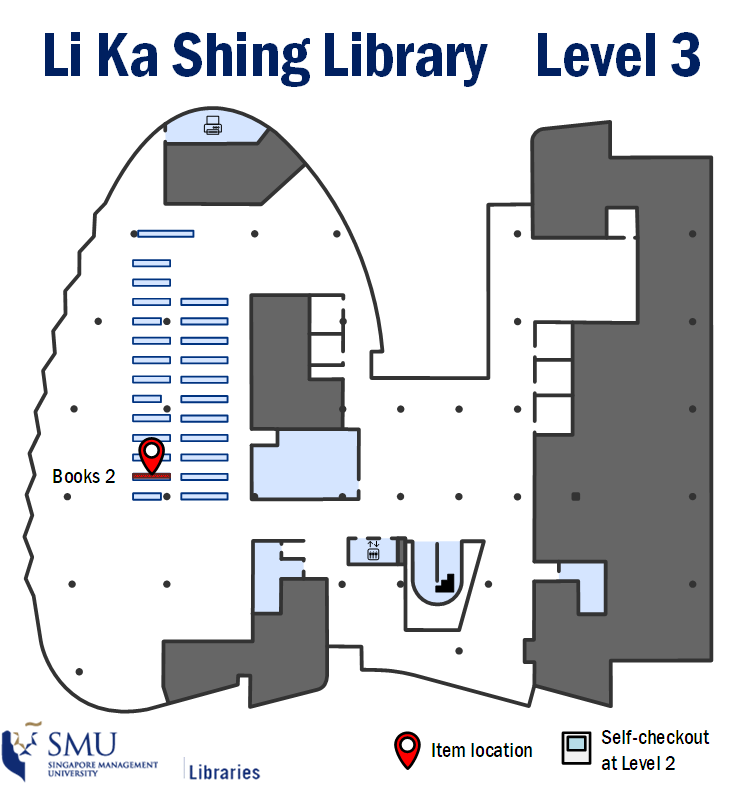 Li Ka Shing Library Level 3
Books 2
SMU
SINGAPORE MANAGEMENT
UNIVERSITY
Libraries
Item location
Self-checkout
at Level 2